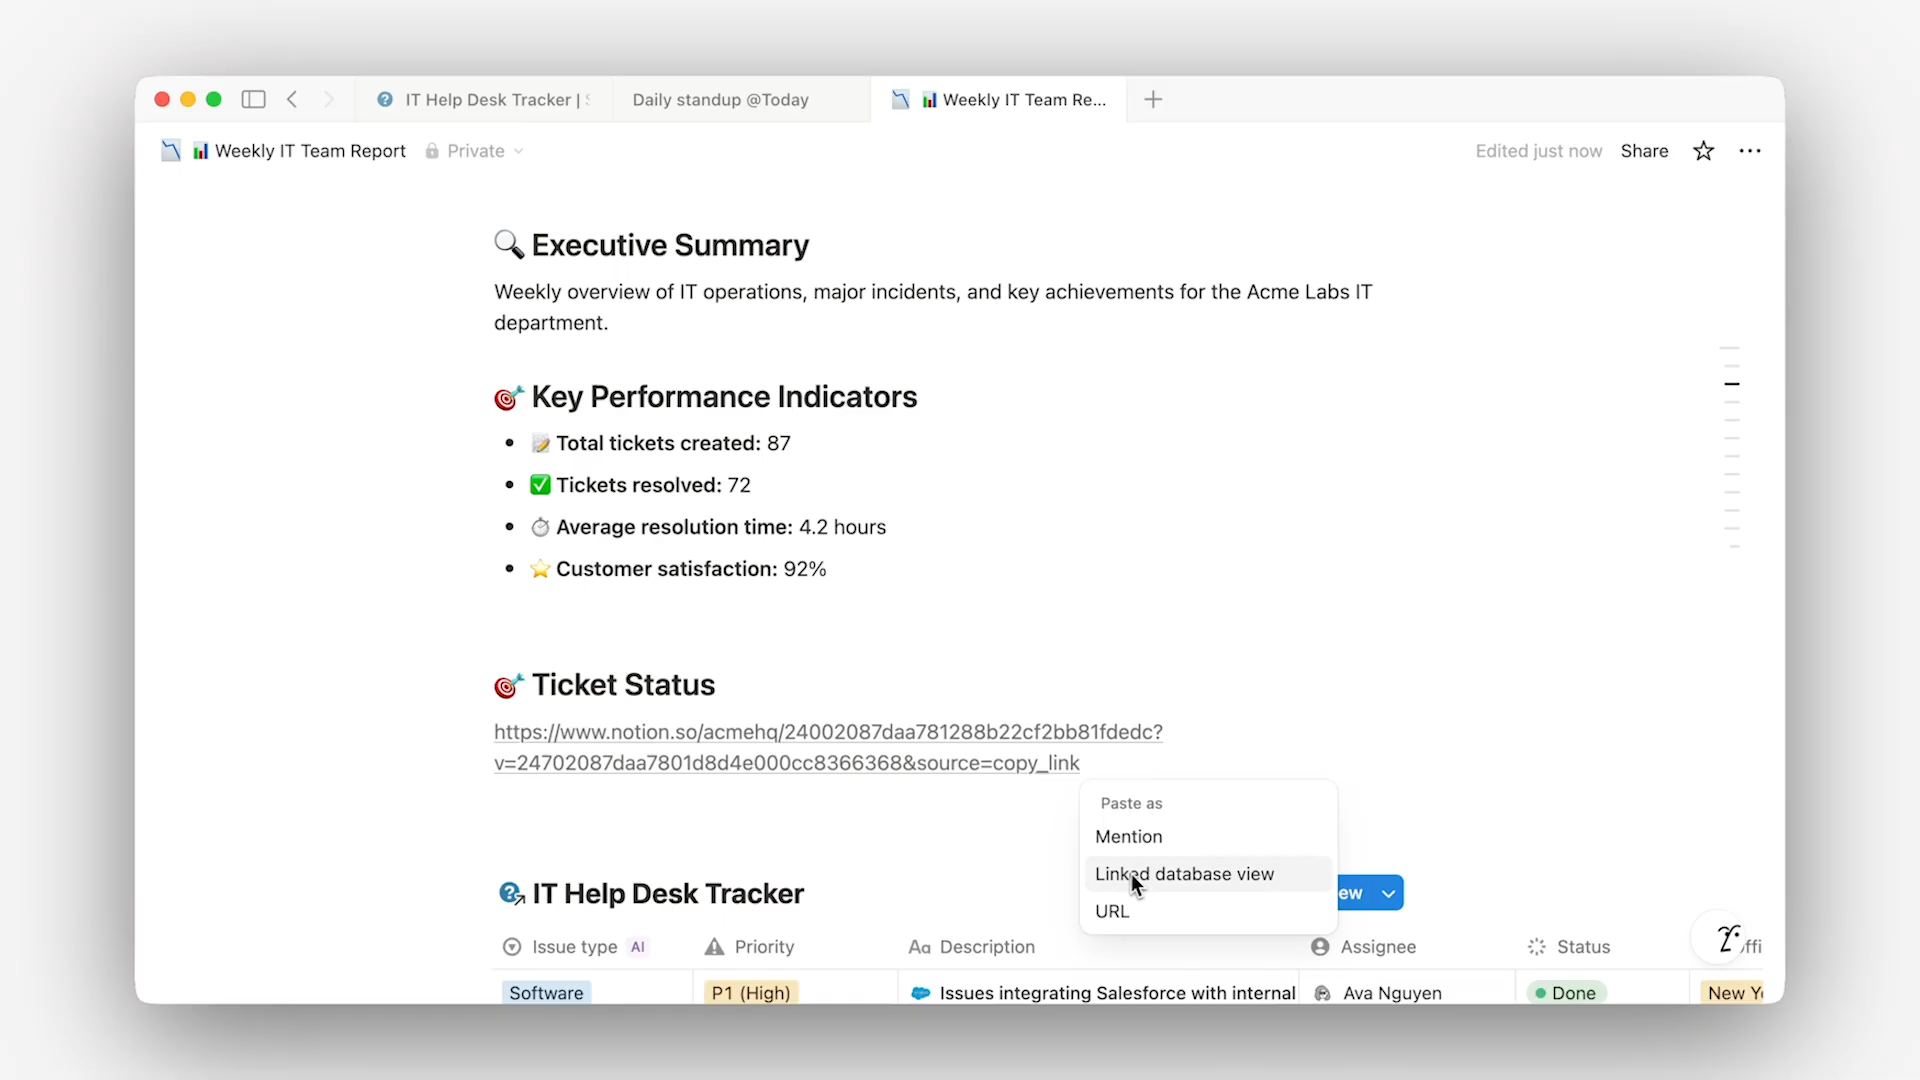 IT Help Desk Tracker |
Daily standup @Today
Weekly IT Team Re...
Weekly IT Team Report
Private
Edited just now
Share
Executive Summary
Weekly overview of IT operations, major incidents, and key achievements for the Acme Labs IT
department.
Key Performance Indicators
Total tickets created: 87
Tickets resolved: 72
Average resolution time: 4.2 hours
Customer satisfaction: 92%
Ticket Status
https://www.notion.so/acmehq/24002087daa781288b22cf2bb81fdedc?
v=24702087daa7801d8d4e000cc8366368&source=copy_link
Paste as
Mention
Linked database view
URL
IT Help Desk Tracker
ew
Issue type AI
Priority
Aa Description
Assignee
Status
ffi
Software
P1 (High)
Issues integrating Salesforce with internal
Ava Nguyen
Done
New Y